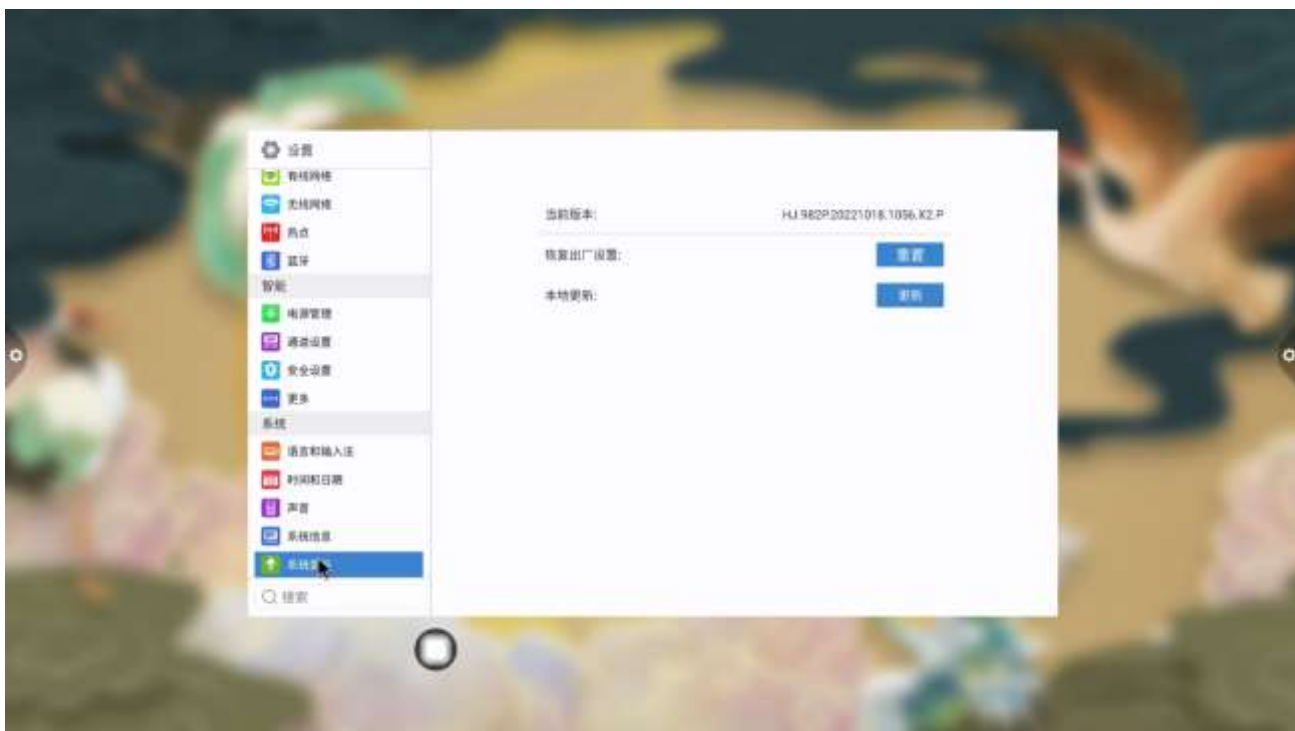 设置
有线网络
无线网络
热点
蓝牙
智能
电源管理
通道设置
安全设置
更多
系统
语言和输入法
时间和日期
声音
系统信息
搜索
当前版本:
HJ.982P.20221018.1056.X2.P
恢复出厂设置:
重置
本地更新:
更新